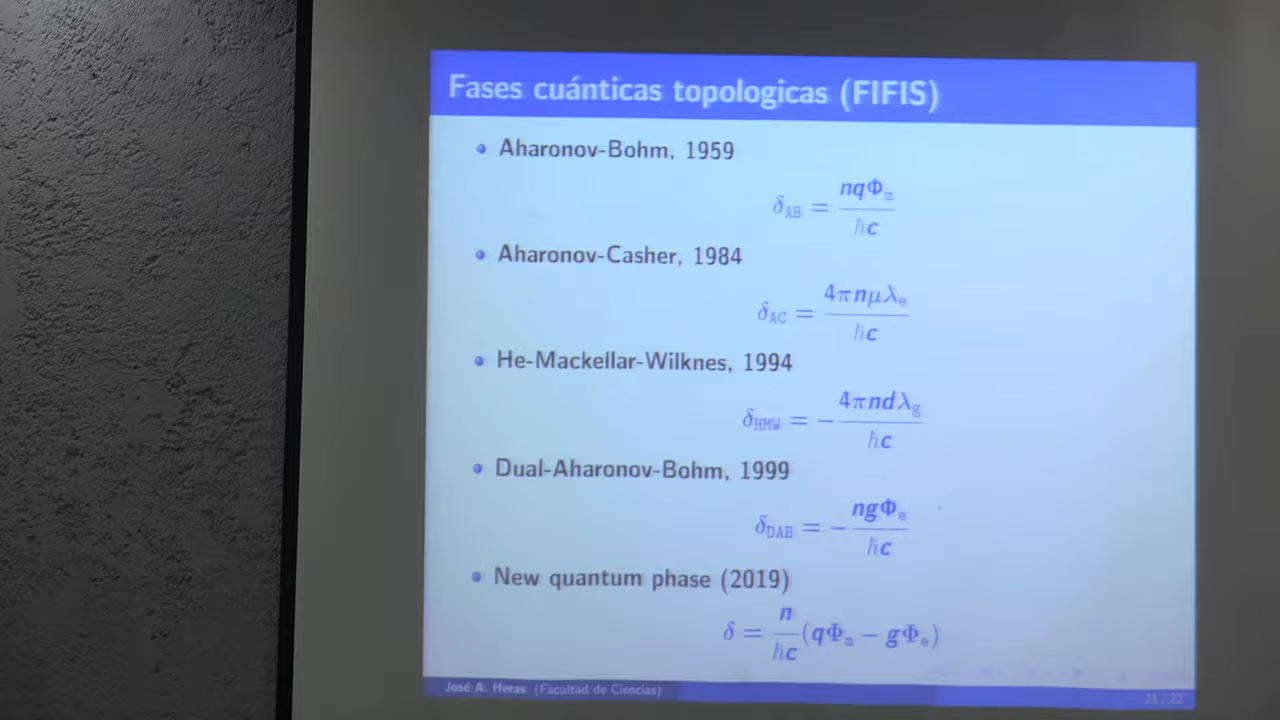 Fases cuánticas topologicas (FIFIS)
Aharonov-Bohm, 1959
δ_AB = nqΦ_m / ħc
Aharonov-Casher, 1984
δ_AC = 4πnμλ_e / ħc
He-Mackellar-Wilknes, 1994
δ_HMW = − 4πndλ_g / ħc
Dual-Aharonov-Bohm, 1999
δ_DAB = − ngΦ_e / ħc
New quantum phase (2019)
δ = n / ħc (qΦ_m − gΦ_e)
José A. Heras (Facultad de Ciencias)
21 / 22